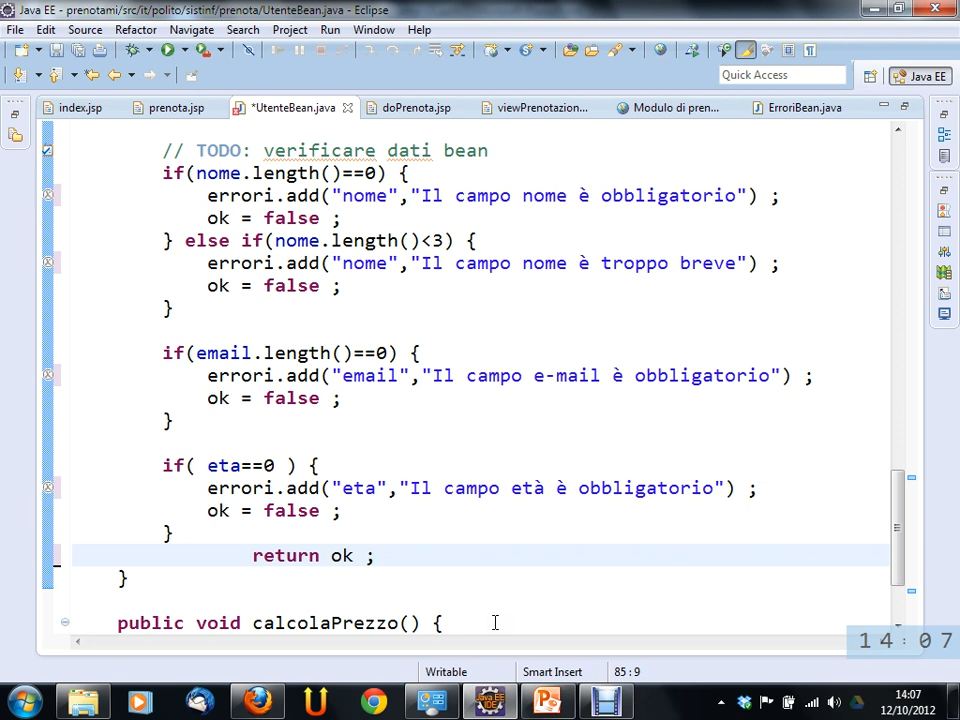 Java EE - prenotami/src/it/polito/sistinf/prenota/UtenteBean.java - Eclipse
File Edit Source Refactor Navigate Search Project Run Window Help
Quick Access
Java EE
index.jsp prenota.jsp *UtenteBean.java doPrenota.jsp viewPrenotazion... Modulo di pren... ErroriBean.java
// TODO: verificare dati bean
if(nome.length()==0) {
errori.add("nome","Il campo nome è obbligatorio") ;
ok = false ;
} else if(nome.length()<3) {
errori.add("nome","Il campo nome è troppo breve") ;
ok = false ;
}
if(email.length()==0) {
errori.add("email","Il campo e-mail è obbligatorio") ;
ok = false ;
}
if( eta==0 ) {
errori.add("eta","Il campo età è obbligatorio") ;
ok = false ;
}
return ok ;
}
public void calcolaPrezzo() {
14:07
Writable Smart Insert 85 : 9
14:07
12/10/2012